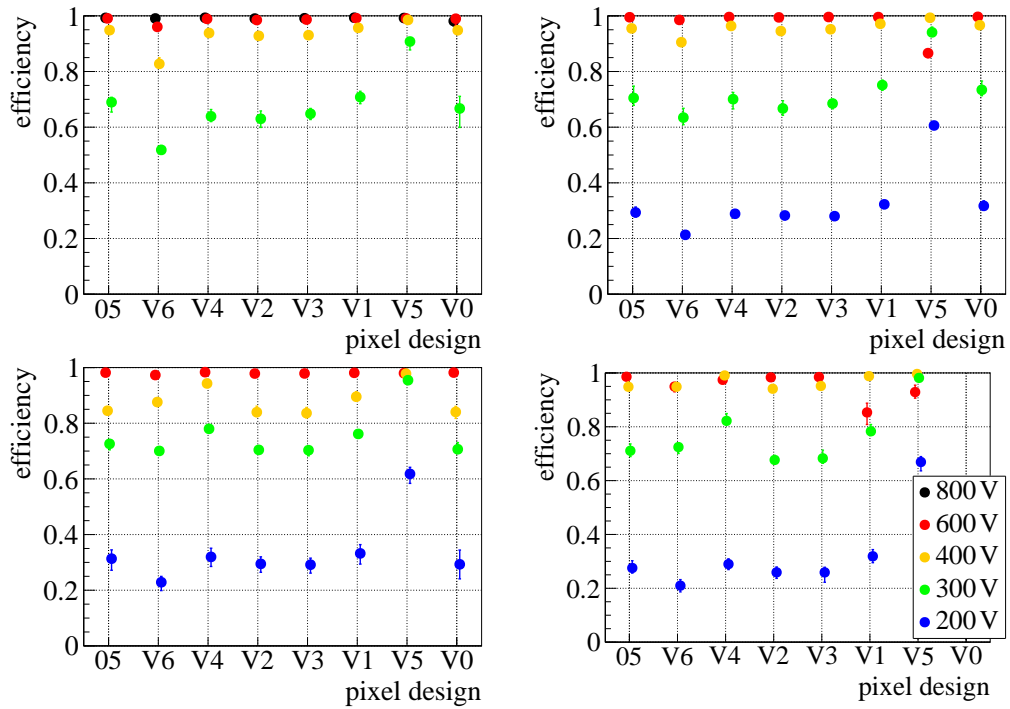 efficiency
1
0.8
0.6
0.4
0.2
0
05 V6 V4 V2 V3 V1 V5 V0
pixel design
efficiency
1
0.8
0.6
0.4
0.2
0
05 V6 V4 V2 V3 V1 V5 V0
pixel design
efficiency
1
0.8
0.6
0.4
0.2
0
05 V6 V4 V2 V3 V1 V5 V0
pixel design
efficiency
1
0.8
0.6
0.4
0.2
0
800 V
600 V
400 V
300 V
200 V
05 V6 V4 V2 V3 V1 V5 V0
pixel design